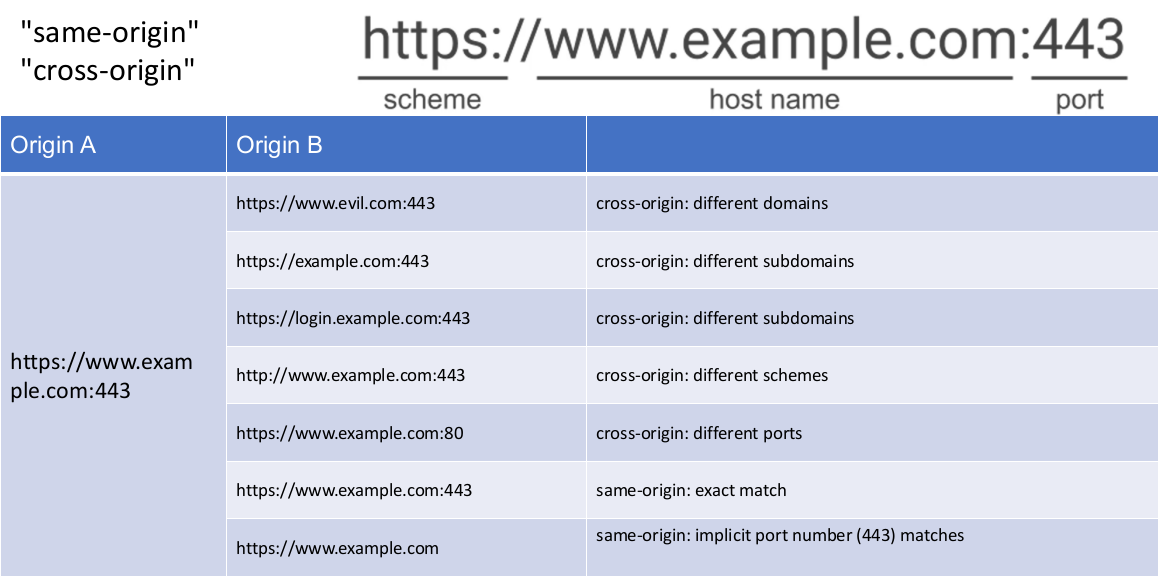 "same-origin"
"cross-origin"
https://www.example.com:443
scheme
host name
port
Origin A
Origin B
https://www.exam
ple.com:443
https://www.evil.com:443
cross-origin: different domains
https://example.com:443
cross-origin: different subdomains
https://login.example.com:443
cross-origin: different subdomains
http://www.example.com:443
cross-origin: different schemes
https://www.example.com:80
cross-origin: different ports
https://www.example.com:443
same-origin: exact match
https://www.example.com
same-origin: implicit port number (443) matches